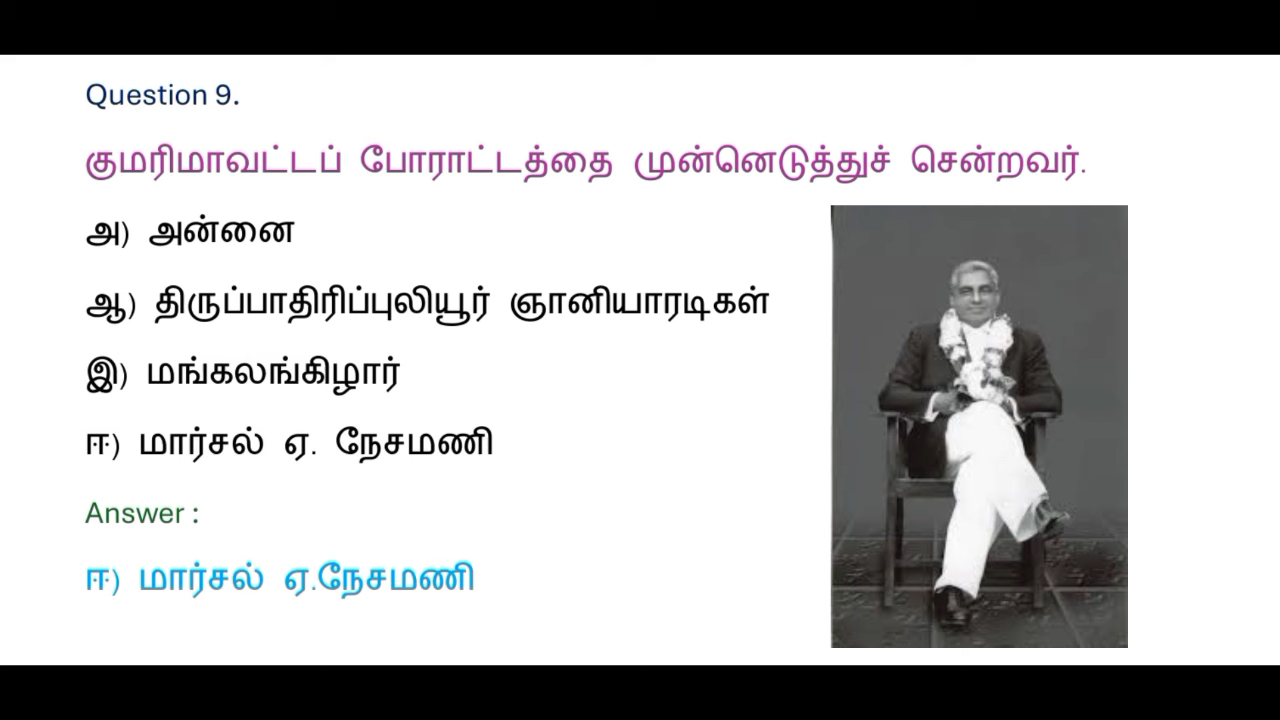 Question 9.
குமரிமாவட்டப் போராட்டத்தை முன்னெடுத்துச் சென்றவர்.
அ) அன்னை
ஆ) திருப்பாதிரிப்புலியூர் ஞானியாரடிகள்
இ) மங்கலங்கிழார்
ஈ) மார்சல் ஏ. நேசமணி
Answer :
ஈ) மார்சல் ஏ.நேசமணி